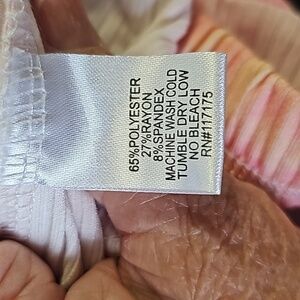 65%POLYESTER
27%RAYON
8%SPANDEX
MACHINE WASH COLD
TUMBLE DRY LOW
NO BLEACH
RN#117175